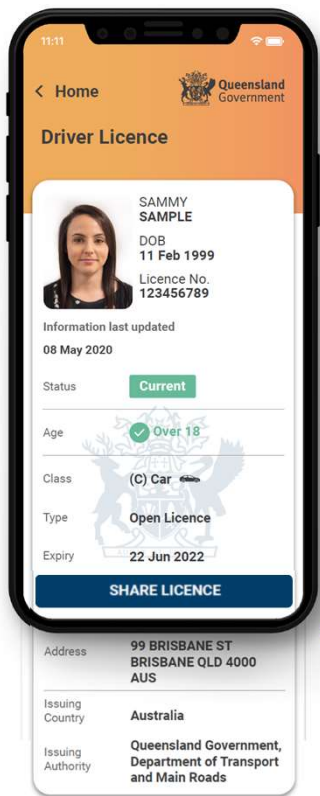 11:11
Home
Queensland
Government
Driver Licence
SAMMY
SAMPLE
DOB
11 Feb 1999
Licence No.
123456789
Information last updated
08 May 2020
Status Current
Age Over 18
Class (C) Car
Type Open Licence
Expiry 22 Jun 2022
SHARE LICENCE
Address 99 BRISBANE ST
BRISBANE QLD 4000
AUS
Issuing
Country Australia
Issuing
Authority Queensland Government,
Department of Transport
and Main Roads